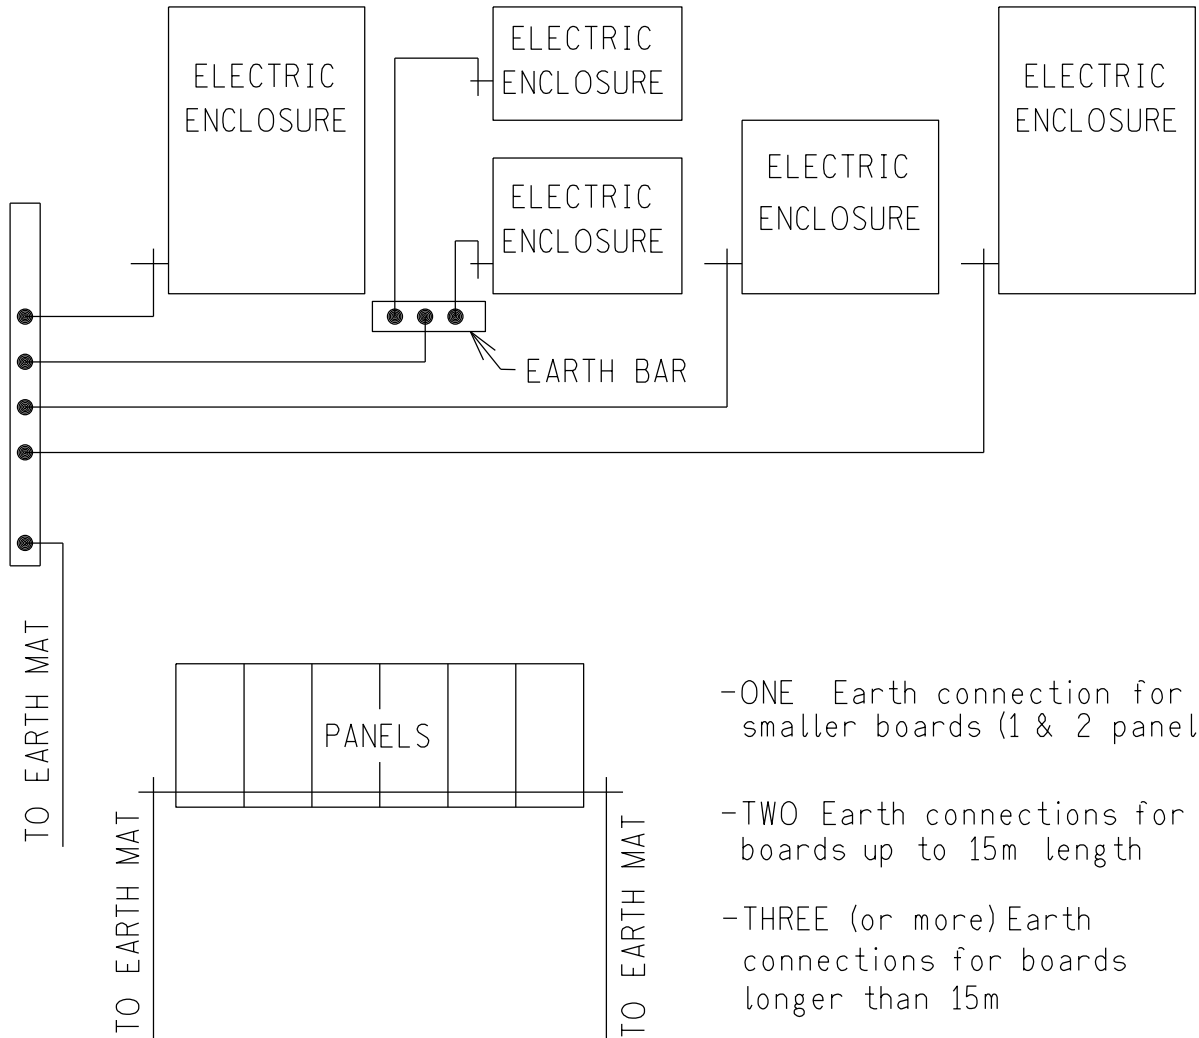 ELECTRIC
ENCLOSURE
ELECTRIC
ENCLOSURE
ELECTRIC
ENCLOSURE
ELECTRIC
ENCLOSURE
ELECTRIC
ENCLOSURE
EARTH BAR
TO EARTH MAT
PANELS
TO EARTH MAT
TO EARTH MAT
-ONE Earth connection for
smaller boards (1 & 2 panel
-TWO Earth connections for
boards up to 15m length
-THREE (or more) Earth
connections for boards
longer than 15m